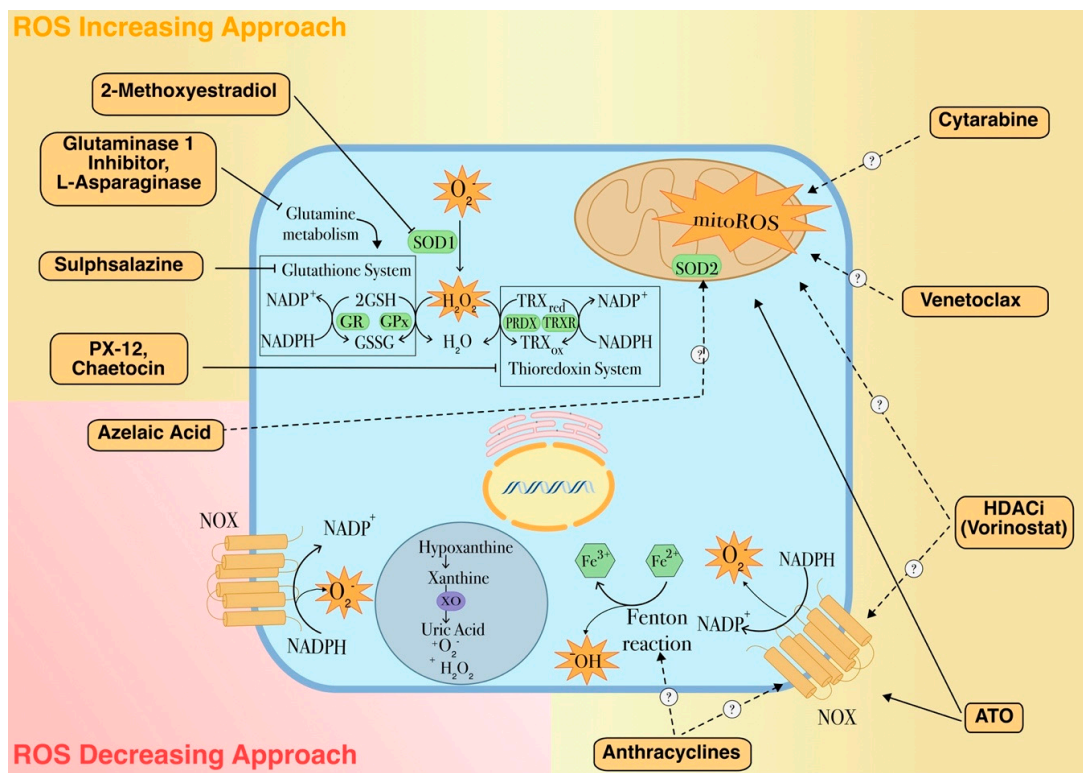 ROS Increasing Approach
2-Methoxyestradiol
Glutaminase 1
Inhibitor,
L-Asparaginase
Sulphsalazine
PX-12,
Chaetocin
Azelaic Acid
Cytarabine
?
Venetoclax
?
HDACi
(Vorinostat)
?
?
ATO
Anthracyclines
?
?
ROS Decreasing Approach
O2-
Glutamine
metabolism
SOD1
Glutathione System
NADP+
2GSH
GR
GPx
NADPH
GSSG
H2O2
H2O
TRXred
NADP+
PRDX
TRXR
TRXox
NADPH
Thioredoxin System
mitoROS
SOD2
?
NOX
NADP+
O2-
NADPH
Hypoxanthine
Xanthine
XO
Uric Acid
+O2-
+H2O2
Fe3+
Fe2+
-OH
Fenton
reaction
O2-
NADPH
NADP+
NOX